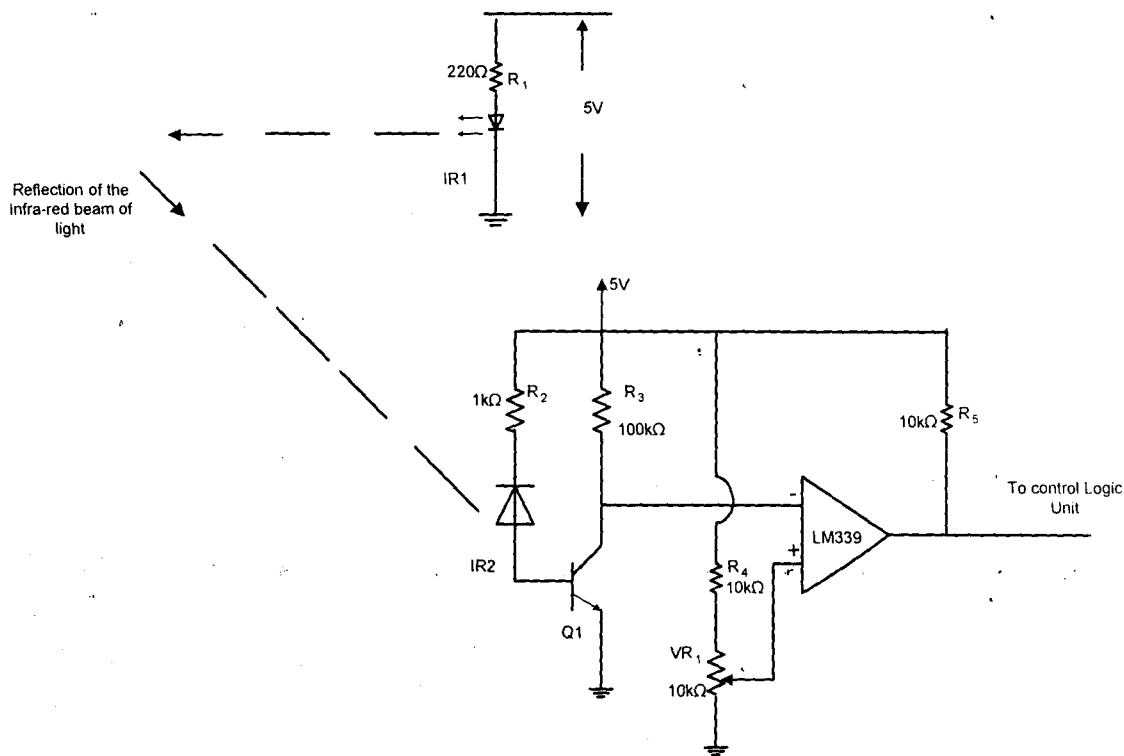 220Ω
R1
5V
IR1
Reflection of the
Infra-red beam of
light
5V
1kΩ
R2
R3
100kΩ
10kΩ
R5
To control Logic
Unit
-
LM339
+
IR2
R4
10kΩ
Q1
VR1
10kΩ